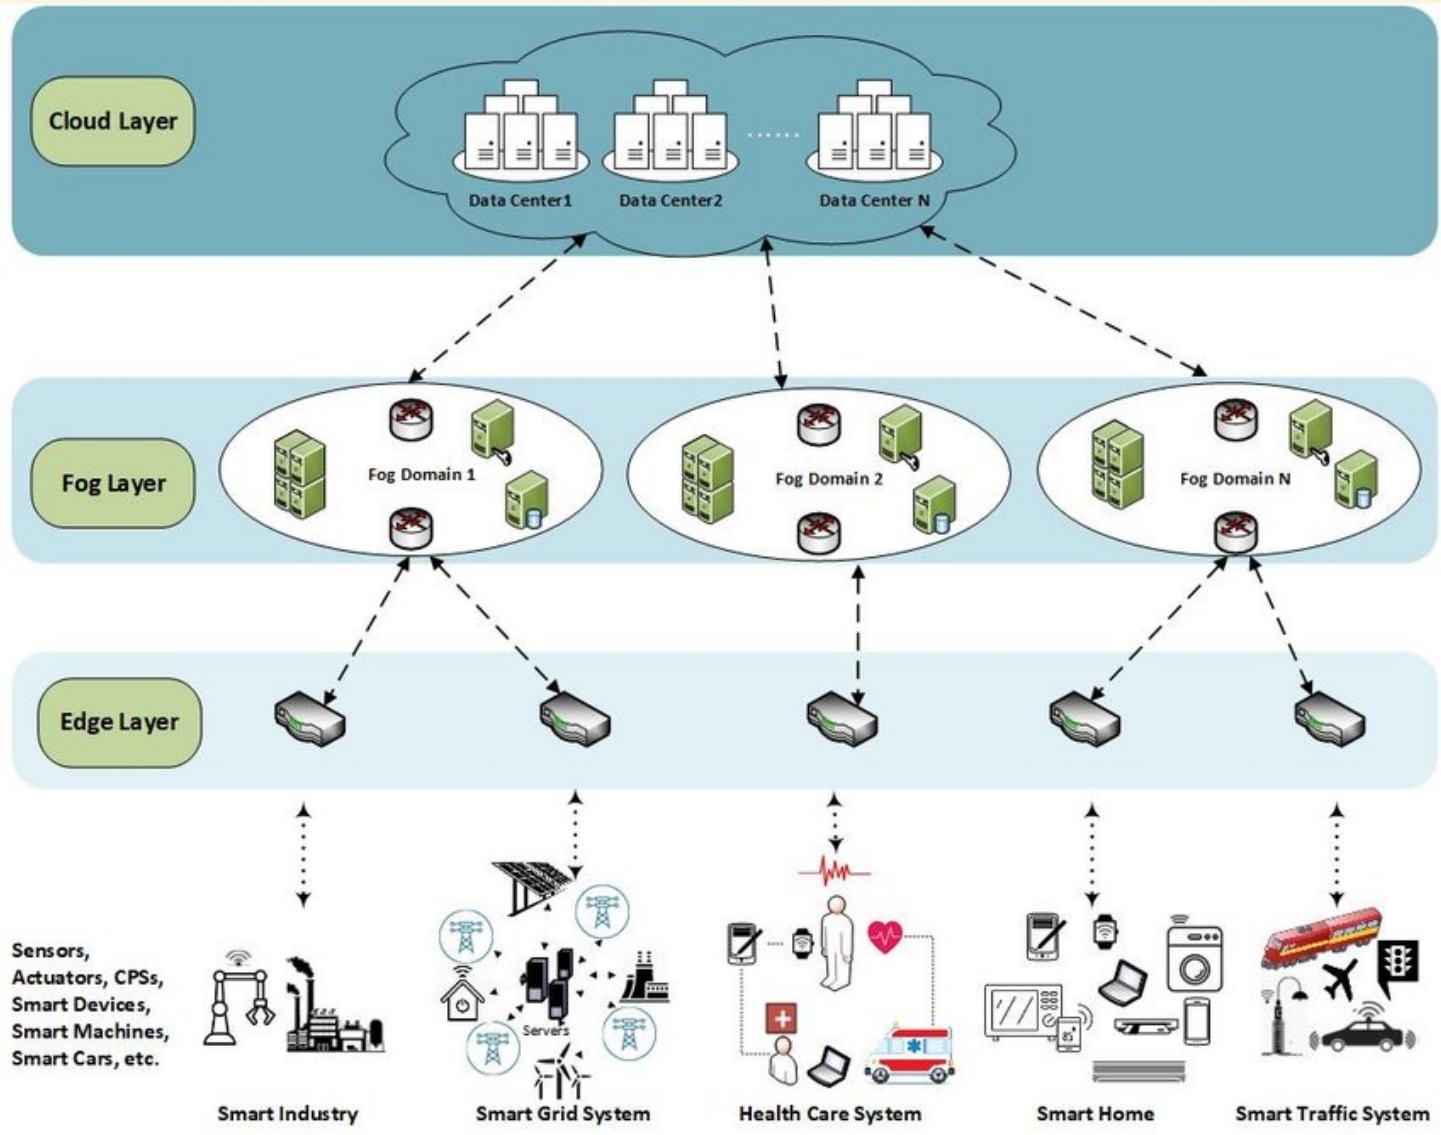 Cloud Layer
Data Center1
Data Center2
Data Center N
Fog Layer
Fog Domain 1
Fog Domain 2
Fog Domain N
Edge Layer
Sensors,
Actuators, CPSs,
Smart Devices,
Smart Machines,
Smart Cars, etc.
Servers
Smart Industry
Smart Grid System
Health Care System
Smart Home
Smart Traffic System